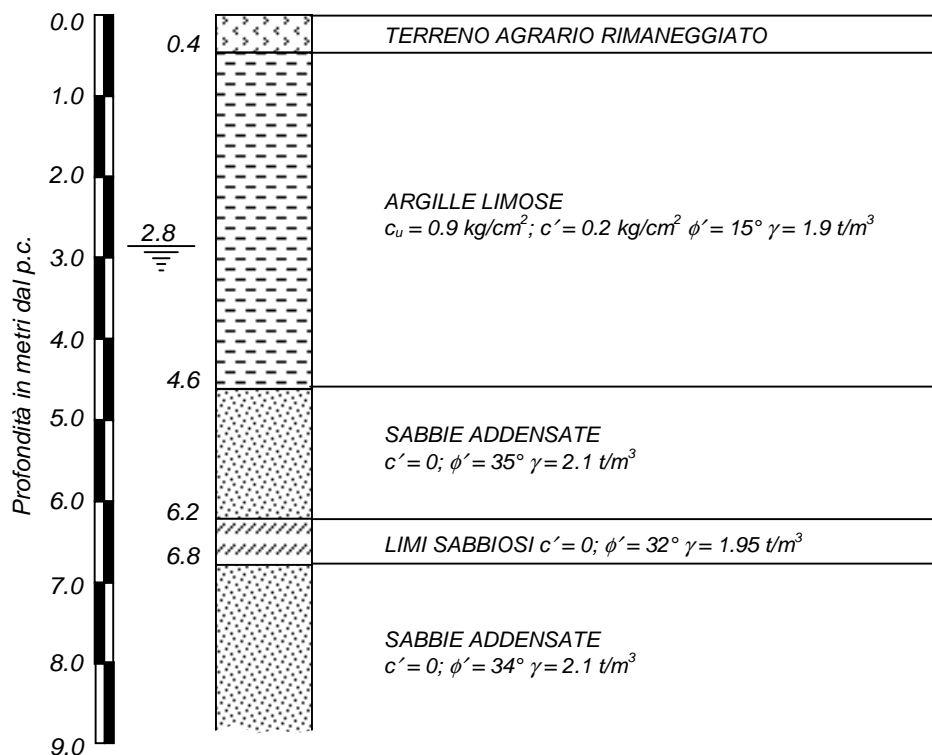 Profondità in metri dal p.c.
0.0
1.0
2.0
3.0
4.0
5.0
6.0
7.0
8.0
9.0
2.8
0.4
4.6
6.2
6.8
TERRENO AGRARIO RIMANEGGIATO
ARGILLE LIMOSE
cᵤ = 0.9 kg/cm²; c′ = 0.2 kg/cm² ϕ′ = 15° γ = 1.9 t/m³
SABBIE ADDENSATE
c′ = 0; ϕ′ = 35° γ = 2.1 t/m³
LIMI SABBIOSI c′ = 0; ϕ′ = 32° γ = 1.95 t/m³
SABBIE ADDENSATE
c′ = 0; ϕ′ = 34° γ = 2.1 t/m³